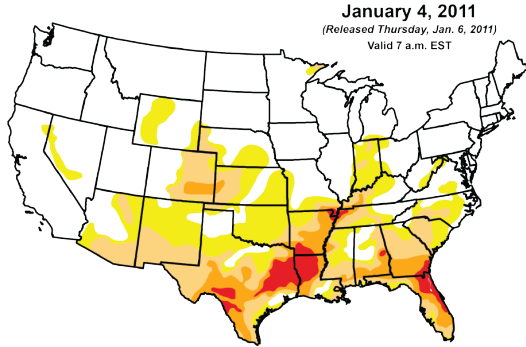 January 4, 2011
(Released Thursday, Jan. 6, 2011)
Valid 7 a.m. EST